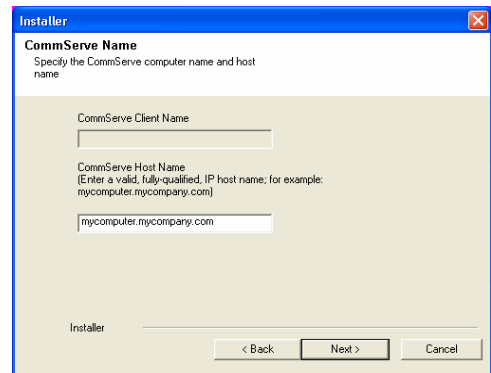 Installer
CommServe Name
Specify the CommServe computer name and host
name
CommServe Client Name
CommServe Host Name
(Enter a valid, fully-qualified, IP host name; for example:
mycomputer.mycompany.com)
mycomputer.mycompany.com
Installer
< Back
Next >
Cancel